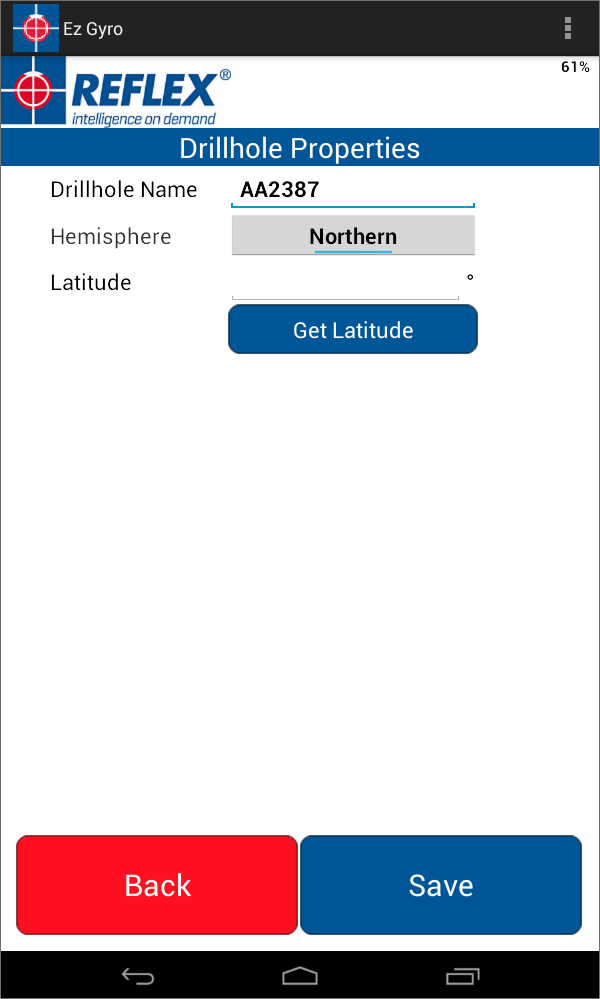 Ez Gyro
61%
REFLEX®
intelligence on demand
Drillhole Properties
Drillhole Name AA2387
Hemisphere Northern
Latitude °
Get Latitude
Back Save